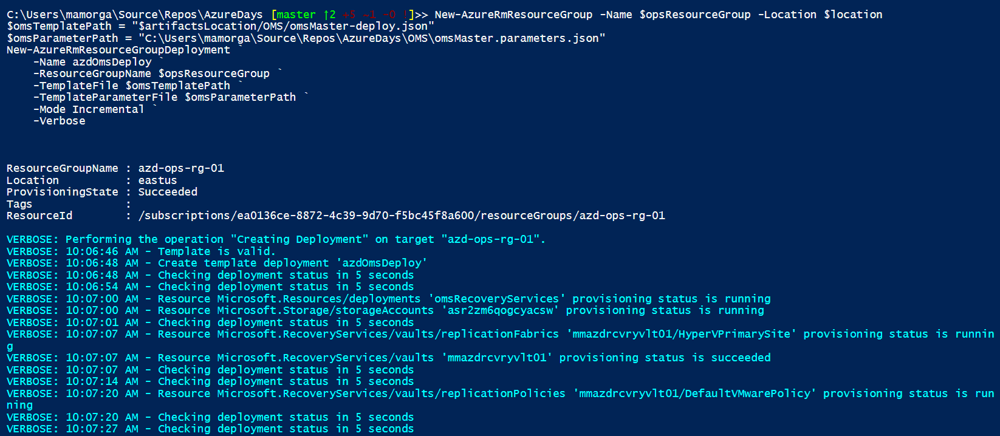 C:\Users\mamorga\Source\Repos\AzureDays [master ↑2 +5 ~1 -0 !]>> New-AzureRmResourceGroup -Name $opsResourceGroup -Location $location
$omsTemplatePath = "$artifactsLocation/OMS/omsMaster-deploy.json"
$omsParameterPath = "C:\Users\mamorga\Source\Repos\AzureDays\OMS\omsMaster.parameters.json"
New-AzureRmResourceGroupDeployment `
    -Name azdOmsDeploy `
    -ResourceGroupName $opsResourceGroup `
    -TemplateFile $omsTemplatePath `
    -TemplateParameterFile $omsParameterPath `
    -Mode Incremental `
    -Verbose
ResourceGroupName : azd-ops-rg-01
Location          : eastus
ProvisioningState : Succeeded
Tags              :
ResourceId        : /subscriptions/ea0136ce-8872-4c39-9d70-f5bc45f8a600/resourceGroups/azd-ops-rg-01
VERBOSE: Performing the operation "Creating Deployment" on target "azd-ops-rg-01".
VERBOSE: 10:06:46 AM - Template is valid.
VERBOSE: 10:06:48 AM - Create template deployment 'azdOmsDeploy'
VERBOSE: 10:06:48 AM - Checking deployment status in 5 seconds
VERBOSE: 10:06:54 AM - Checking deployment status in 5 seconds
VERBOSE: 10:07:00 AM - Resource Microsoft.Resources/deployments 'omsRecoveryServices' provisioning status is running
VERBOSE: 10:07:00 AM - Resource Microsoft.Storage/storageAccounts 'asr2zm6qogcyacsw' provisioning status is running
VERBOSE: 10:07:01 AM - Checking deployment status in 5 seconds
VERBOSE: 10:07:07 AM - Resource Microsoft.RecoveryServices/vaults/replicationFabrics 'mmazdrcvryvlt01/HyperVPrimarySite' provisioning status is runnin
g
VERBOSE: 10:07:07 AM - Resource Microsoft.RecoveryServices/vaults 'mmazdrcvryvlt01' provisioning status is succeeded
VERBOSE: 10:07:07 AM - Checking deployment status in 5 seconds
VERBOSE: 10:07:14 AM - Checking deployment status in 5 seconds
VERBOSE: 10:07:20 AM - Resource Microsoft.RecoveryServices/vaults/replicationPolicies 'mmazdrcvryvlt01/DefaultVMwarePolicy' provisioning status is run
ning
VERBOSE: 10:07:20 AM - Checking deployment status in 5 seconds
VERBOSE: 10:07:27 AM - Checking deployment status in 5 seconds